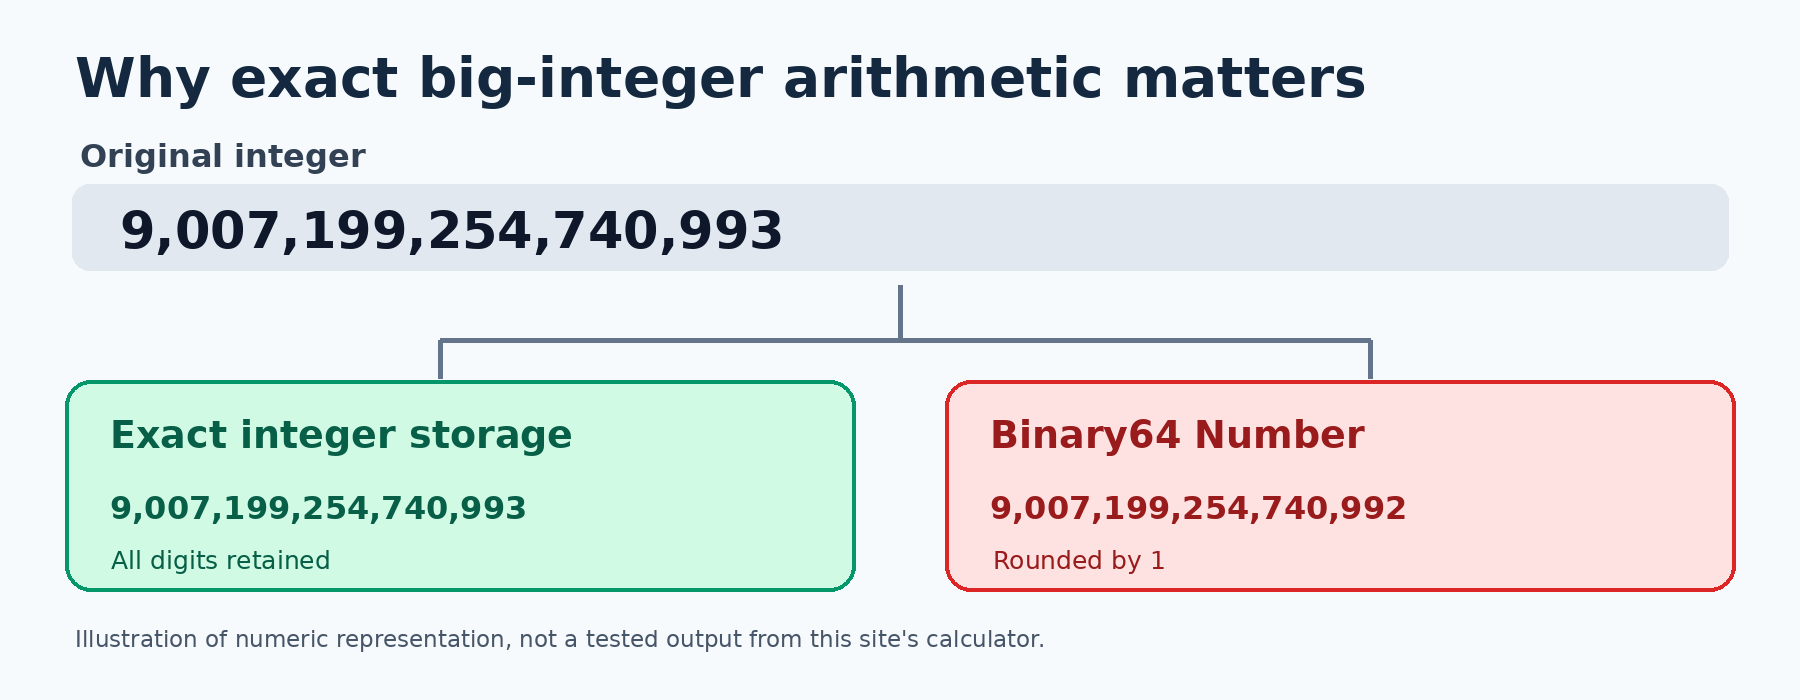 Why exact big-integer arithmetic matters
Original integer
9,007,199,254,740,993
Exact integer storage
9,007,199,254,740,993
All digits retained
Binary64 Number
9,007,199,254,740,992
Rounded by 1
Illustration of numeric representation, not a tested output from this site's calculator.